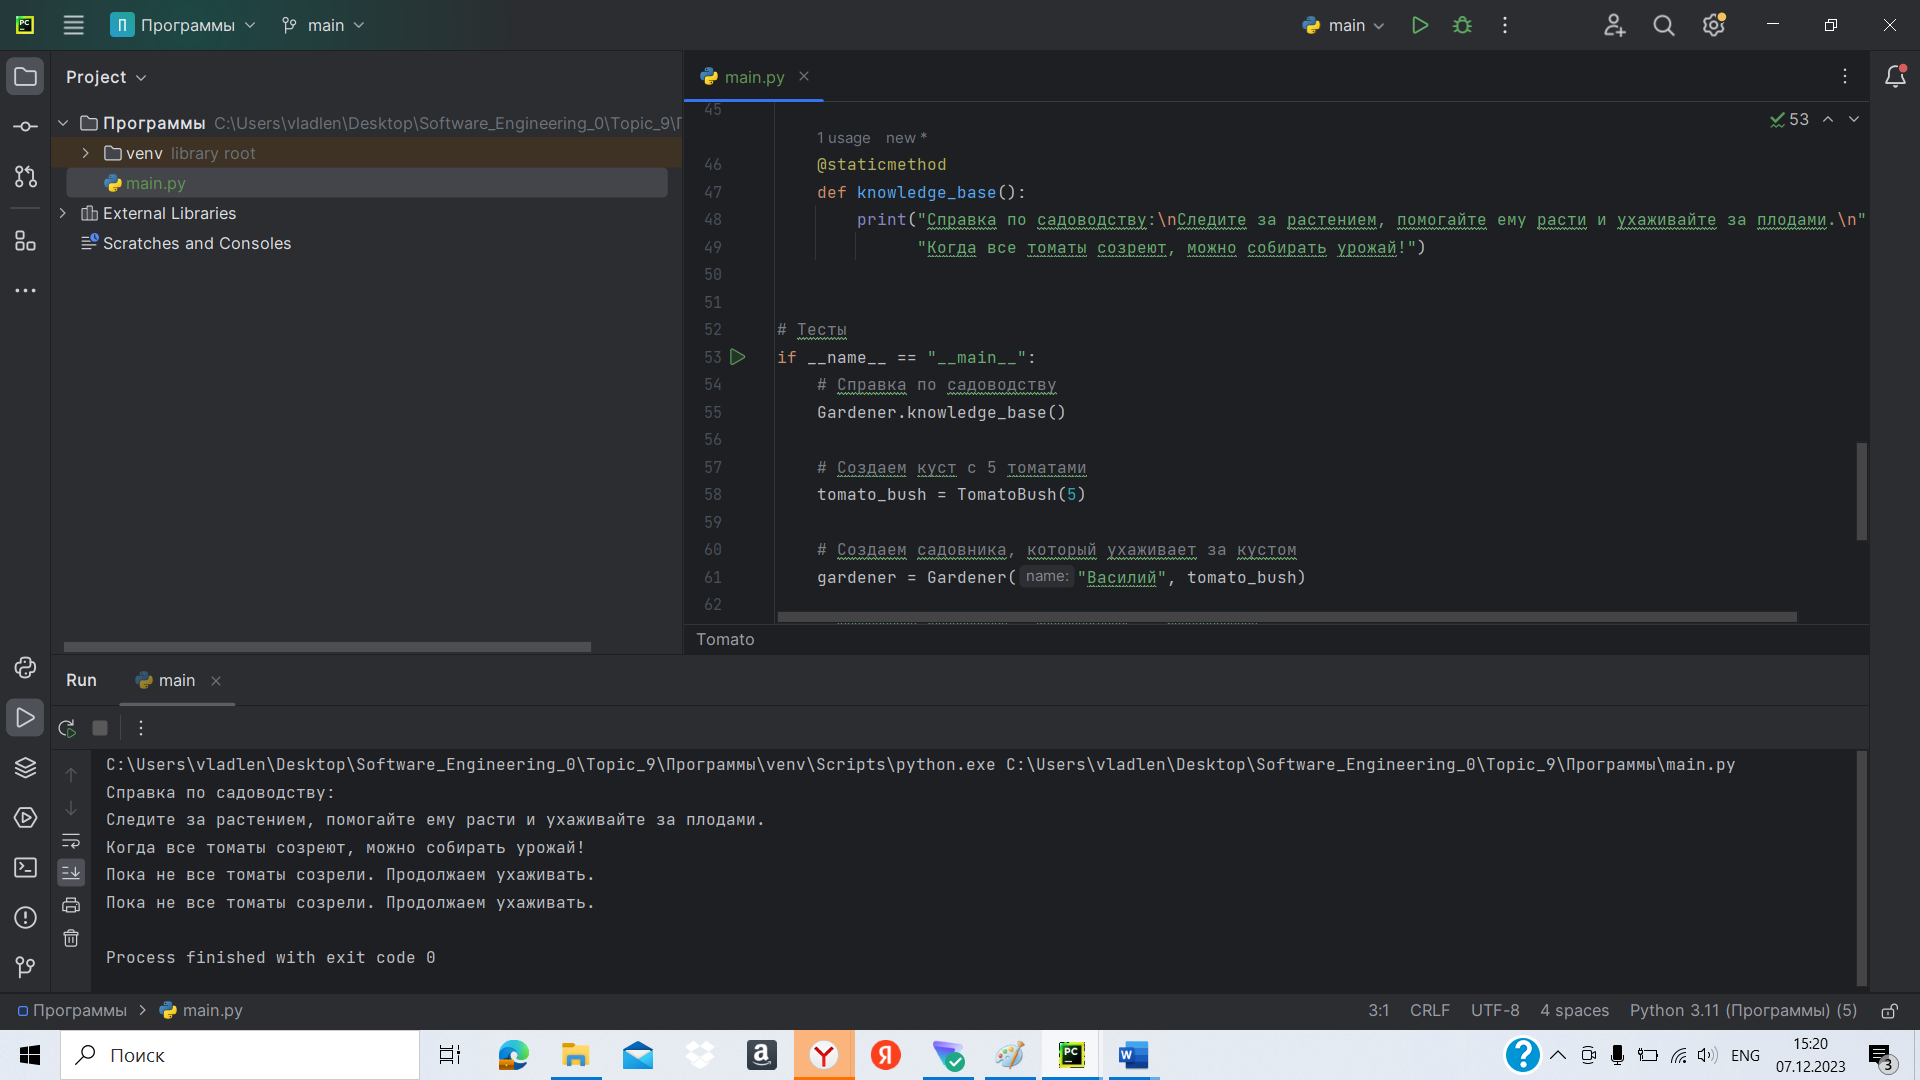 PC
П Программы main main
Project
main.py
Программы C:\Users\vladlen\Desktop\Software_Engineering_0\Topic_9\
venv library root
main.py
External Libraries
Scratches and Consoles
53
45
1 usage new *
46 @staticmethod
47 def knowledge_base():
48 print("Справка по садоводству:\nСледите за растением, помогайте ему расти и ухаживайте за плодами.\n"
49 "Когда все томаты созреют, можно собирать урожай!")
50
51
52 # Тесты
53 if __name__ == "__main__":
54 # Справка по садоводству
55 Gardener.knowledge_base()
56
57 # Создаем куст с 5 томатами
58 tomato_bush = TomatoBush(5)
59
60 # Создаем садовника, который ухаживает за кустом
61 gardener = Gardener( name: "Василий", tomato_bush)
62
Tomato
Run main
C:\Users\vladlen\Desktop\Software_Engineering_0\Topic_9\Программы\venv\Scripts\python.exe C:\Users\vladlen\Desktop\Software_Engineering_0\Topic_9\Программы\main.py
Справка по садоводству:
Следите за растением, помогайте ему расти и ухаживайте за плодами.
Когда все томаты созреют, можно собирать урожай!
Пока не все томаты созрели. Продолжаем ухаживать.
Пока не все томаты созрели. Продолжаем ухаживать.
Process finished with exit code 0
Программы > main.py 3:1 CRLF UTF-8 4 spaces Python 3.11 (Программы) (5)
Поиск
ENG
15:20
07.12.2023
3